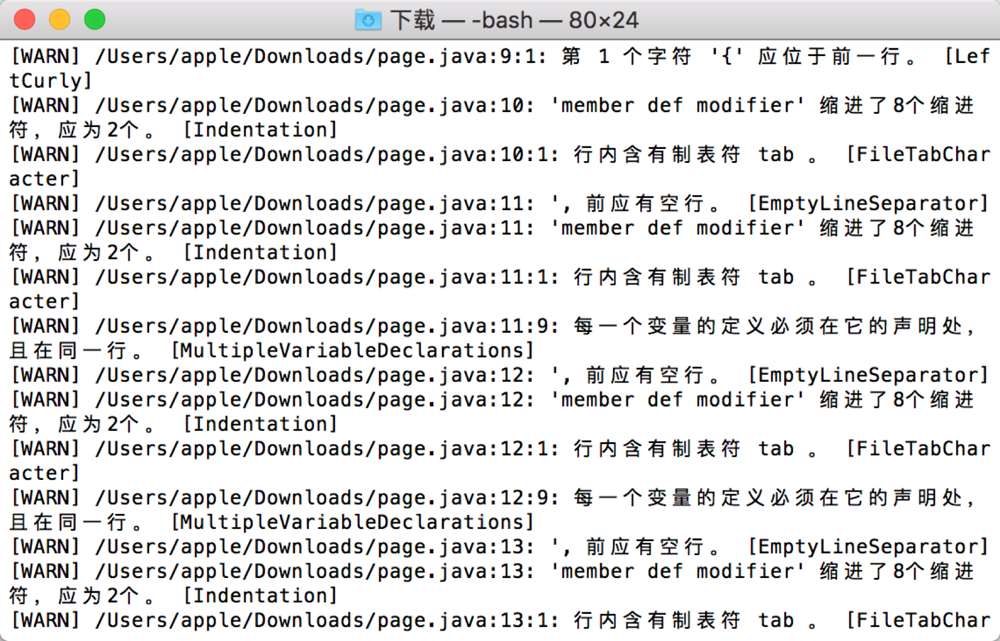 下载 — -bash — 80×24
[WARN] /Users/apple/Downloads/page.java:9:1: 第 1 个字符 '{' 应位于前一行。 [Lef
tCurly]
[WARN] /Users/apple/Downloads/page.java:10: 'member def modifier' 缩进了8个缩进
符，应为2个。 [Indentation]
[WARN] /Users/apple/Downloads/page.java:10:1: 行内含有制表符 tab 。 [FileTabChar
acter]
[WARN] /Users/apple/Downloads/page.java:11: ', 前应有空行。 [EmptyLineSeparator]
[WARN] /Users/apple/Downloads/page.java:11: 'member def modifier' 缩进了8个缩进
符，应为2个。 [Indentation]
[WARN] /Users/apple/Downloads/page.java:11:1: 行内含有制表符 tab 。 [FileTabChar
acter]
[WARN] /Users/apple/Downloads/page.java:11:9: 每一个变量的定义必须在它的声明处，
且在同一行。 [MultipleVariableDeclarations]
[WARN] /Users/apple/Downloads/page.java:12: ', 前应有空行。 [EmptyLineSeparator]
[WARN] /Users/apple/Downloads/page.java:12: 'member def modifier' 缩进了8个缩进
符，应为2个。 [Indentation]
[WARN] /Users/apple/Downloads/page.java:12:1: 行内含有制表符 tab 。 [FileTabChar
acter]
[WARN] /Users/apple/Downloads/page.java:12:9: 每一个变量的定义必须在它的声明处，
且在同一行。 [MultipleVariableDeclarations]
[WARN] /Users/apple/Downloads/page.java:13: ', 前应有空行。 [EmptyLineSeparator]
[WARN] /Users/apple/Downloads/page.java:13: 'member def modifier' 缩进了8个缩进
符，应为2个。 [Indentation]
[WARN] /Users/apple/Downloads/page.java:13:1: 行内含有制表符 tab 。 [FileTabChar